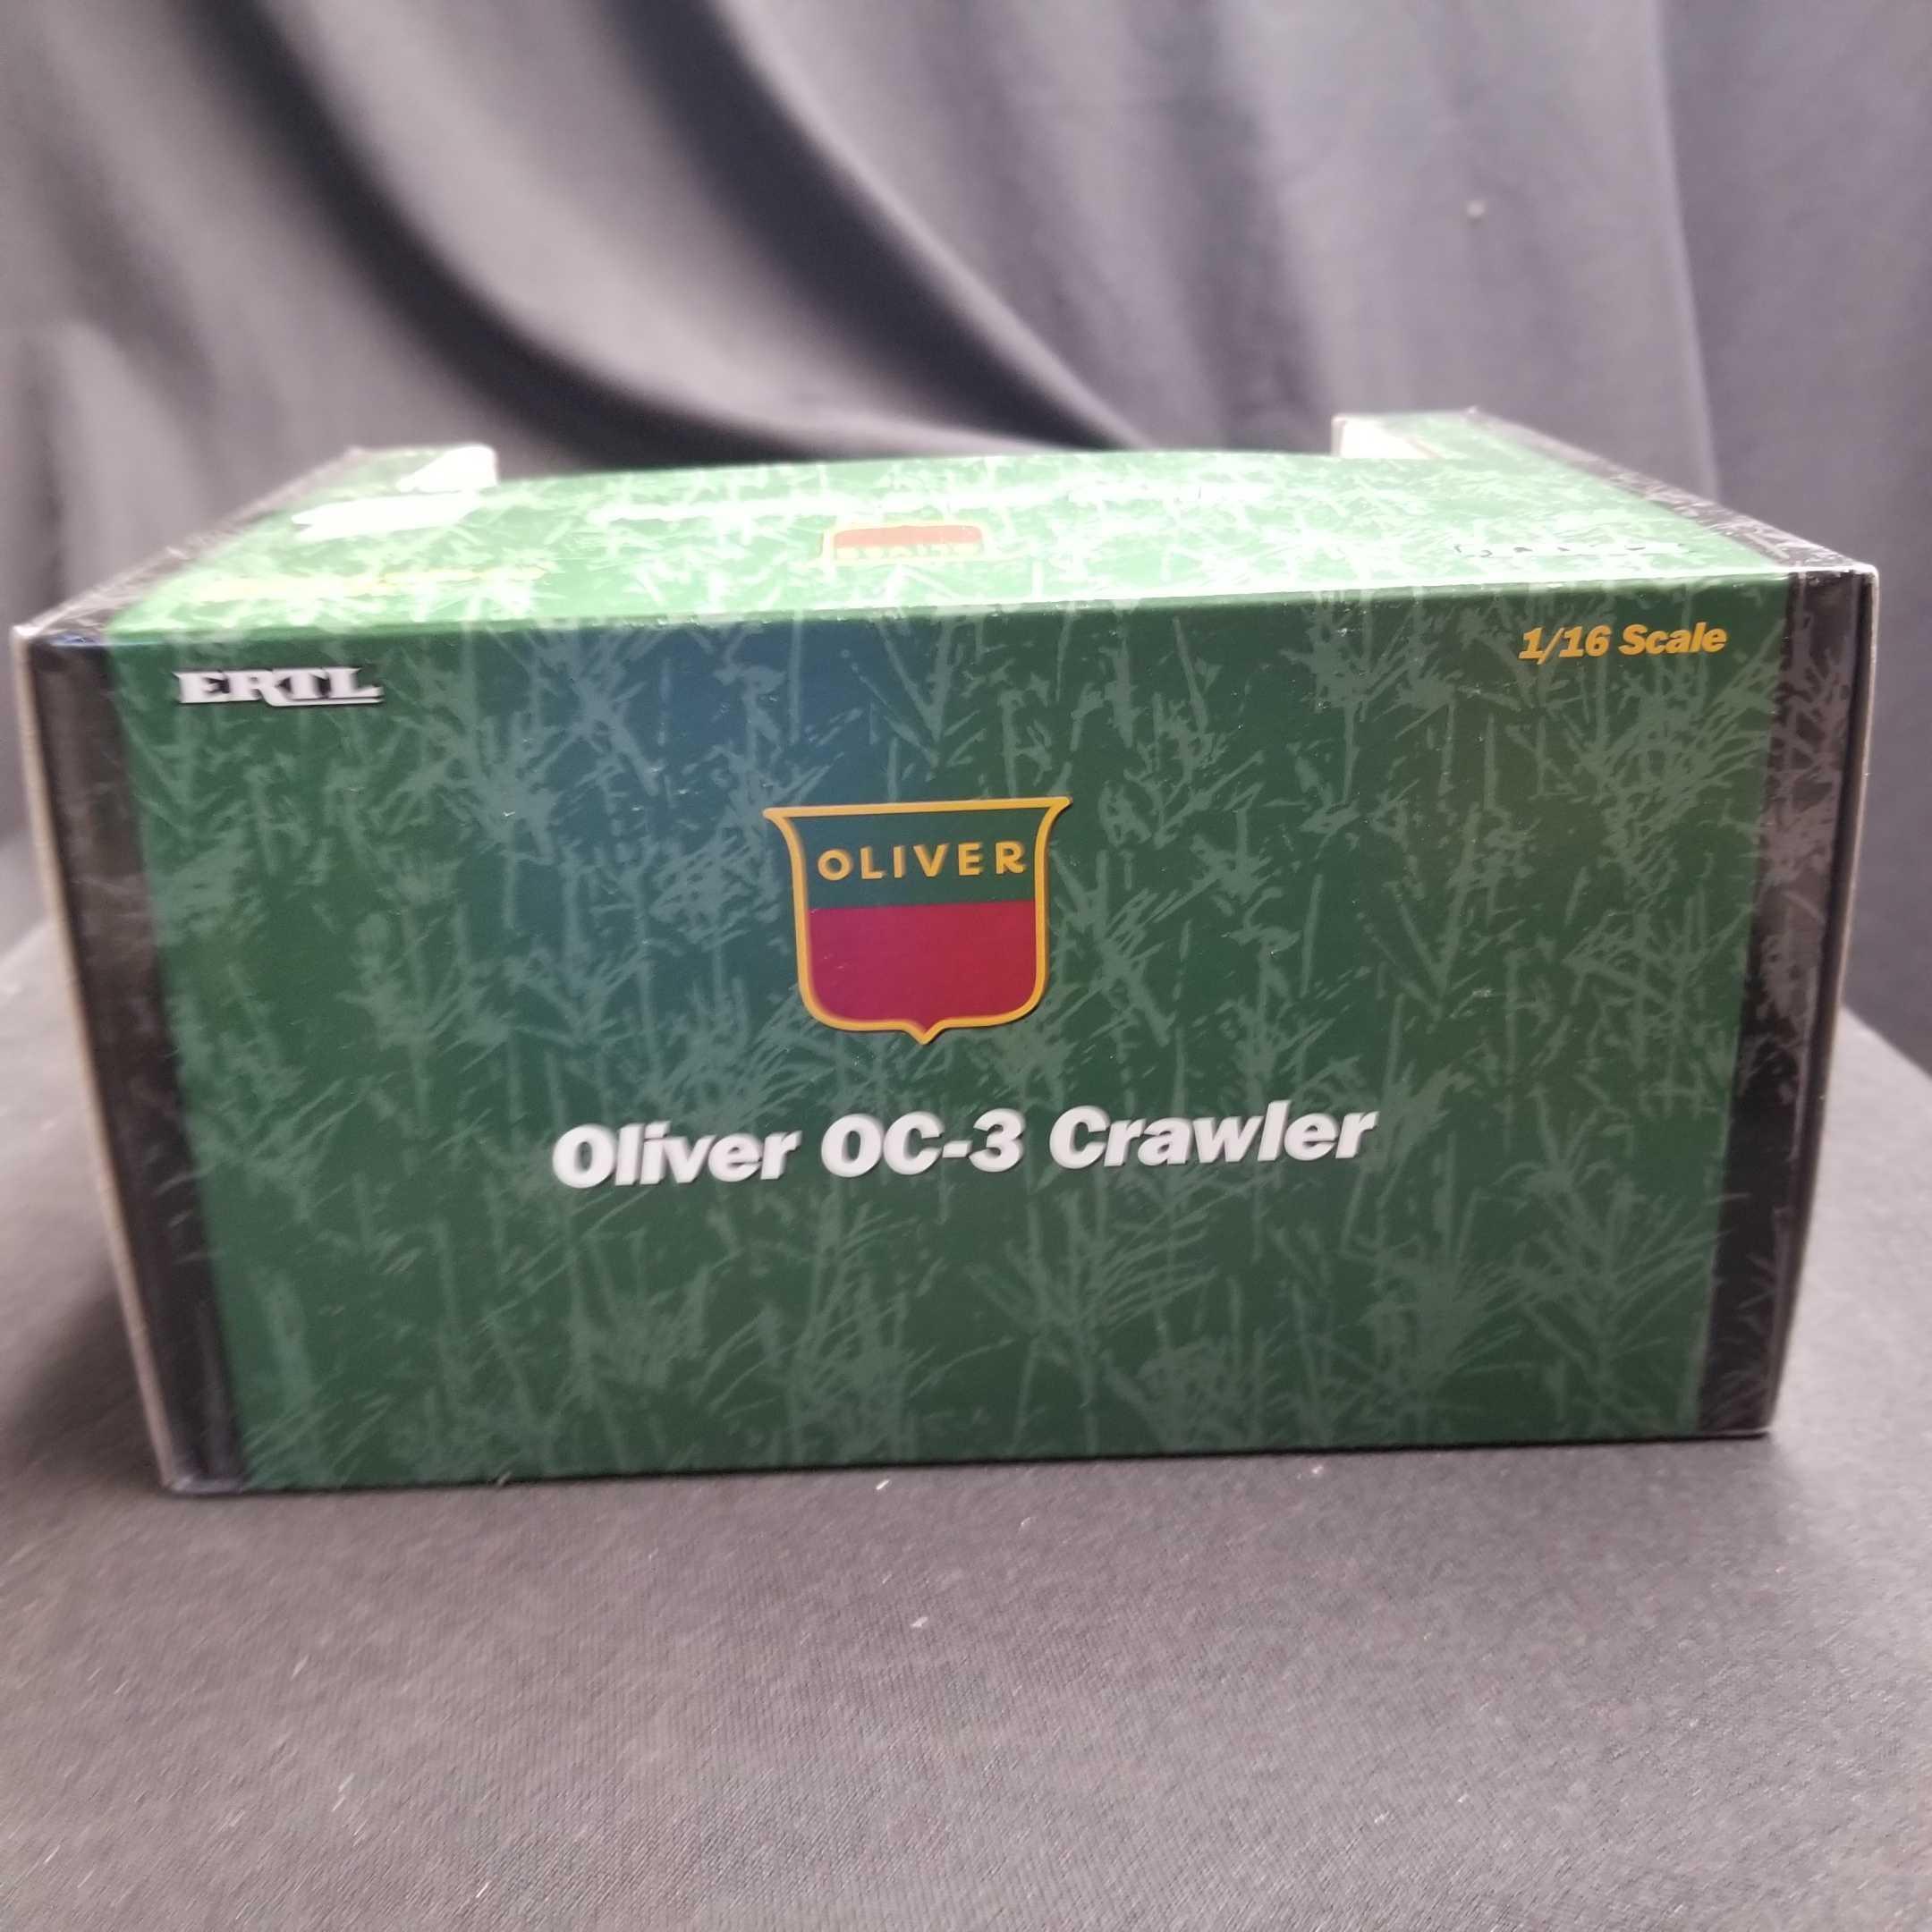 ERTL
1/16 Scale
OLIVER
Oliver OC-3 Crawler